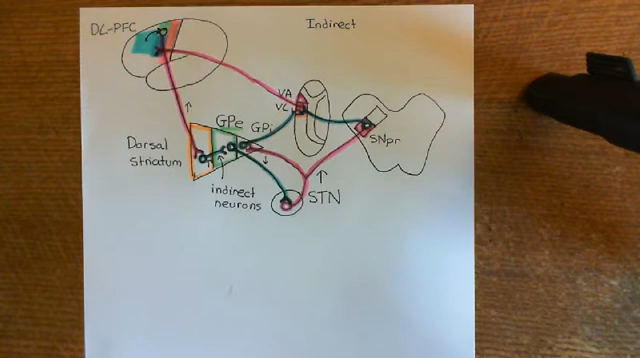 DL-PFC
Indirect
VA
VL
GPe
GPi
SNpr
Dorsal
striatum
indirect
neurons
STN